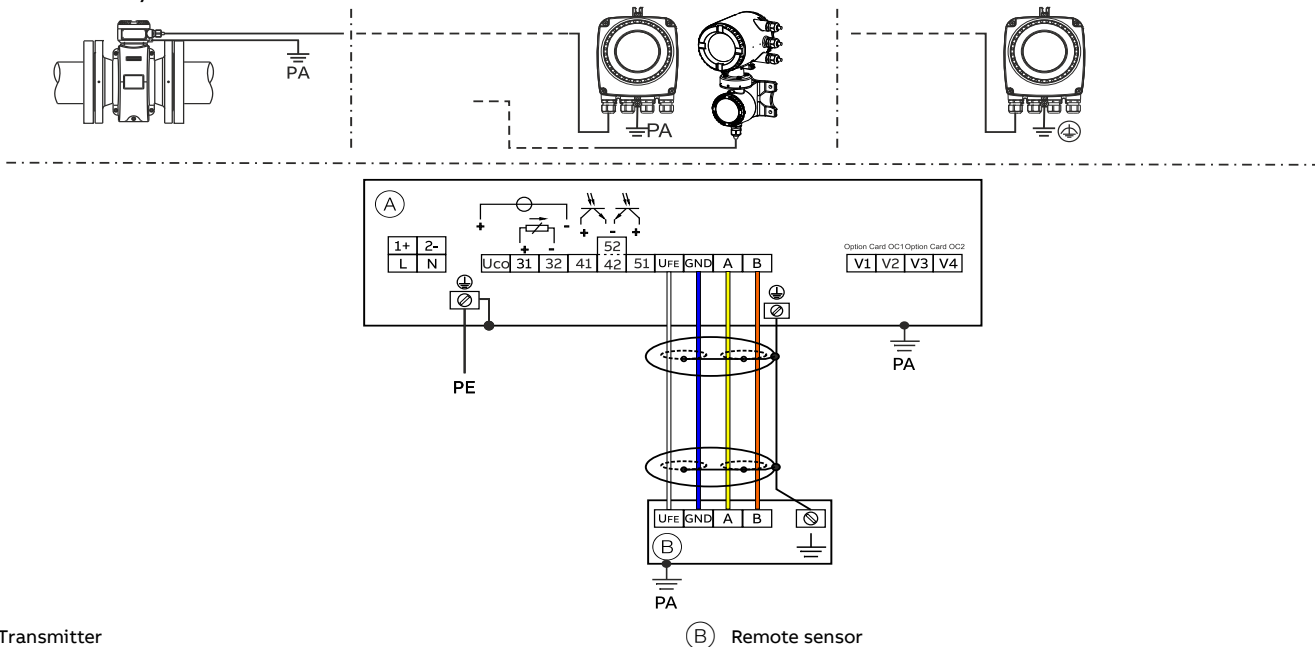 PA
PA
A
1+ 2-
L N
+ -
+ -
+ - +
52
Uco 31 32 41 42 51 UFE GND A B
Option Card OC1 Option Card OC2
V1 V2 V3 V4
PE
PA
UFE GND A B
B
PA
Transmitter
B Remote sensor